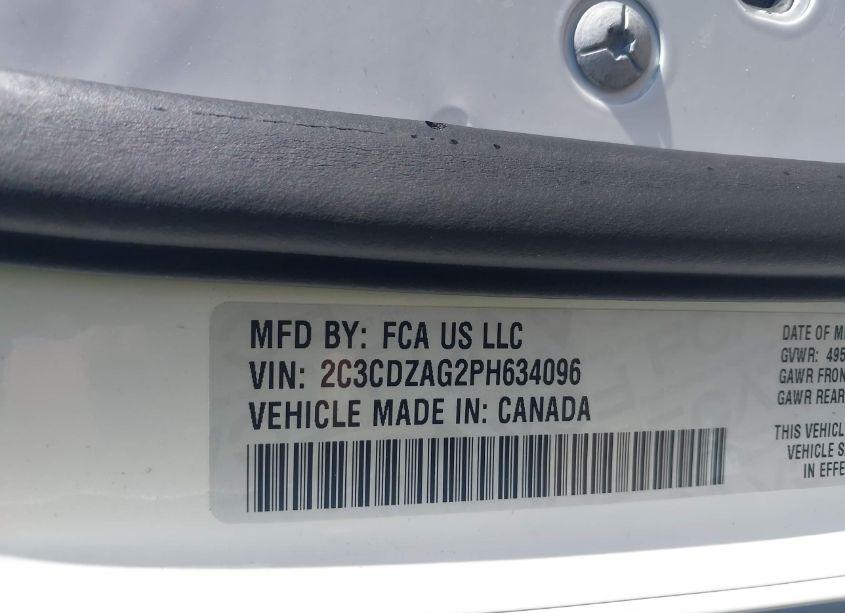 MFD BY: FCA US LLC
VIN: 2C3CDZAG2PH634096
VEHICLE MADE IN: CANADA
DATE OF M
GVWR: 495
GAWR FRON
GAWR REAR
THIS VEHICL
VEHICLE S
IN EFFE